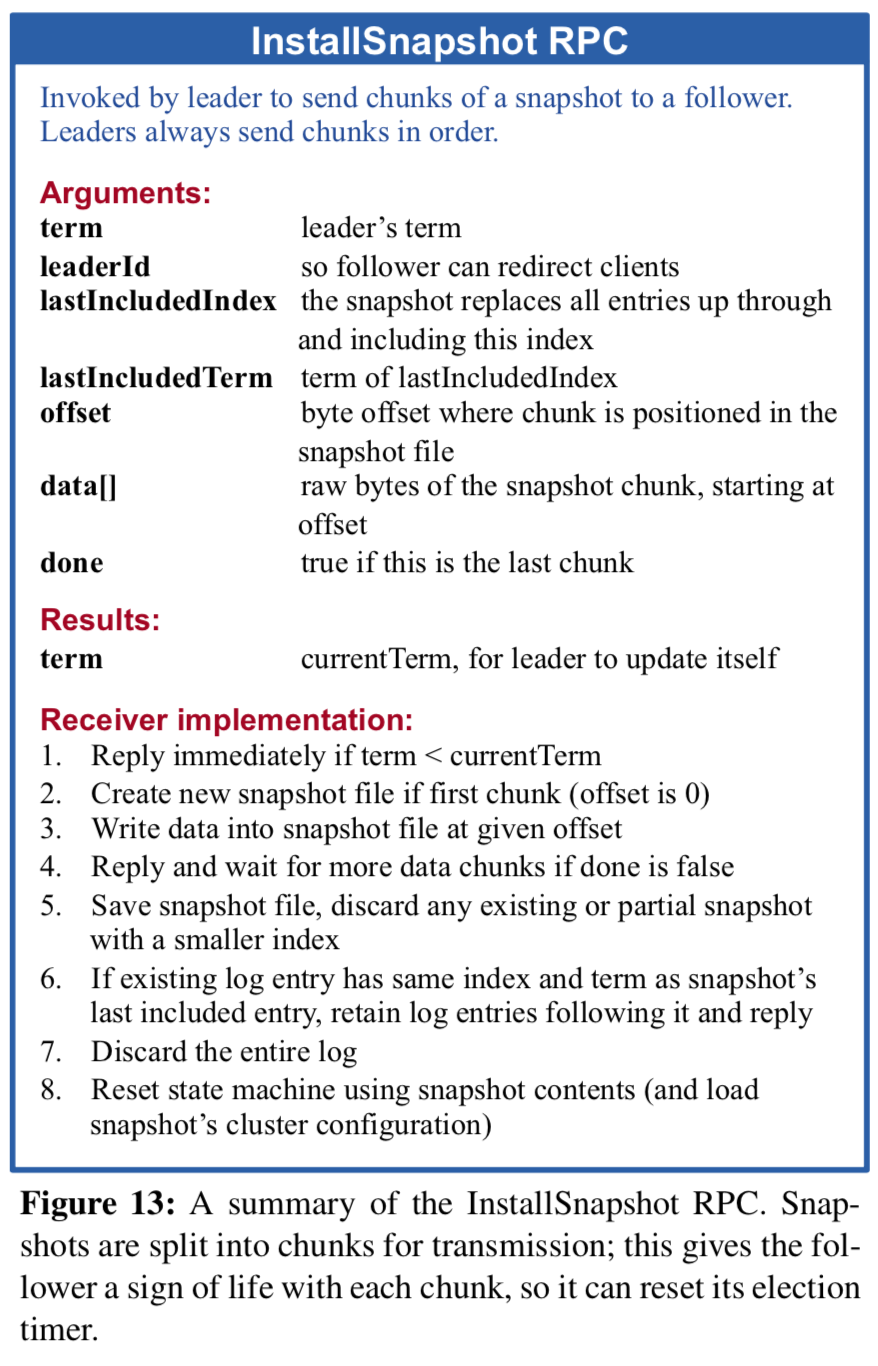 InstallSnapshot RPC
Invoked by leader to send chunks of a snapshot to a follower.
Leaders always send chunks in order.
Arguments:
term leader’s term
leaderId so follower can redirect clients
lastIncludedIndex the snapshot replaces all entries up through
and including this index
lastIncludedTerm term of lastIncludedIndex
offset byte offset where chunk is positioned in the
snapshot file
data[] raw bytes of the snapshot chunk, starting at
offset
done true if this is the last chunk
Results:
term currentTerm, for leader to update itself
Receiver implementation:
1. Reply immediately if term < currentTerm
2. Create new snapshot file if first chunk (offset is 0)
3. Write data into snapshot file at given offset
4. Reply and wait for more data chunks if done is false
5. Save snapshot file, discard any existing or partial snapshot
with a smaller index
6. If existing log entry has same index and term as snapshot’s
last included entry, retain log entries following it and reply
7. Discard the entire log
8. Reset state machine using snapshot contents (and load
snapshot’s cluster configuration)
Figure 13: A summary of the InstallSnapshot RPC. Snap-
shots are split into chunks for transmission; this gives the fol-
lower a sign of life with each chunk, so it can reset its election
timer.